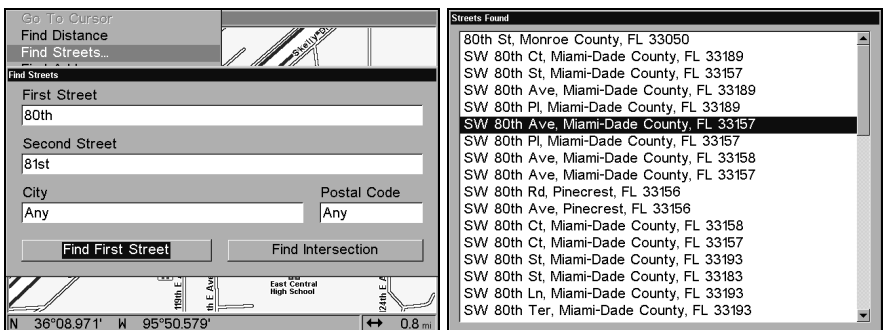 Go To Cursor
Find Distance
Find Streets...
Skelly Dr
Find Streets
First Street
80th
Second Street
81st
City
Postal Code
Any
Any
Find First Street
Find Intersection
119th E A
th E Ave
East Central
High School
124th E A
N 36°08.971' W 95°50.579'
↔ 0.8 mi
Streets Found
80th St, Monroe County, FL 33050
SW 80th Ct, Miami-Dade County, FL 33189
SW 80th St, Miami-Dade County, FL 33157
SW 80th Ave, Miami-Dade County, FL 33189
SW 80th Pl, Miami-Dade County, FL 33189
SW 80th Ave, Miami-Dade County, FL 33157
SW 80th Pl, Miami-Dade County, FL 33157
SW 80th Ave, Miami-Dade County, FL 33158
SW 80th Ave, Miami-Dade County, FL 33157
SW 80th Rd, Pinecrest, FL 33156
SW 80th Ave, Pinecrest, FL 33156
SW 80th Ct, Miami-Dade County, FL 33158
SW 80th Ct, Miami-Dade County, FL 33157
SW 80th St, Miami-Dade County, FL 33193
SW 80th St, Miami-Dade County, FL 33183
SW 80th Ln, Miami-Dade County, FL 33193
SW 80th Ter, Miami-Dade County, FL 33193